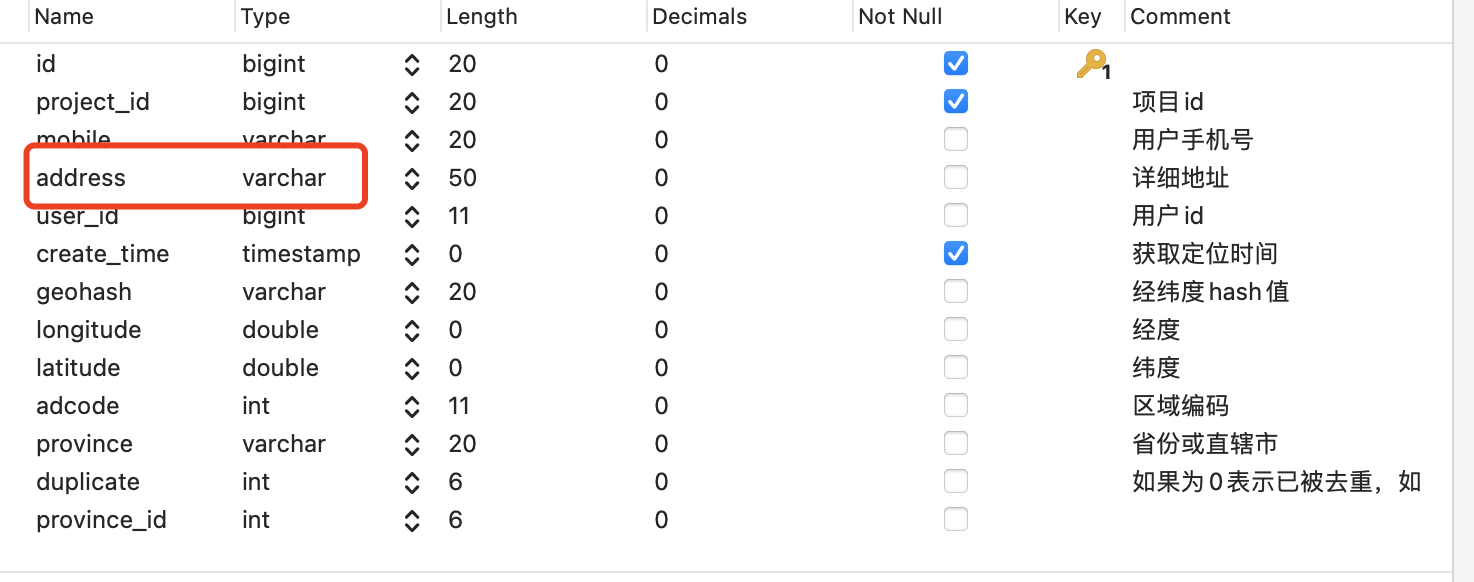 Name Type Length Decimals Not Null Key Comment
id bigint 20 0 1
project_id bigint 20 0 项目id
mobile varchar 20 0 用户手机号
address varchar 50 0 详细地址
user_id bigint 11 0 用户id
create_time timestamp 0 0 获取定位时间
geohash varchar 20 0 经纬度hash值
longitude double 0 0 经度
latitude double 0 0 纬度
adcode int 11 0 区域编码
province varchar 20 0 省份或直辖市
duplicate int 6 0 如果为0表示已被去重，如
province_id int 6 0